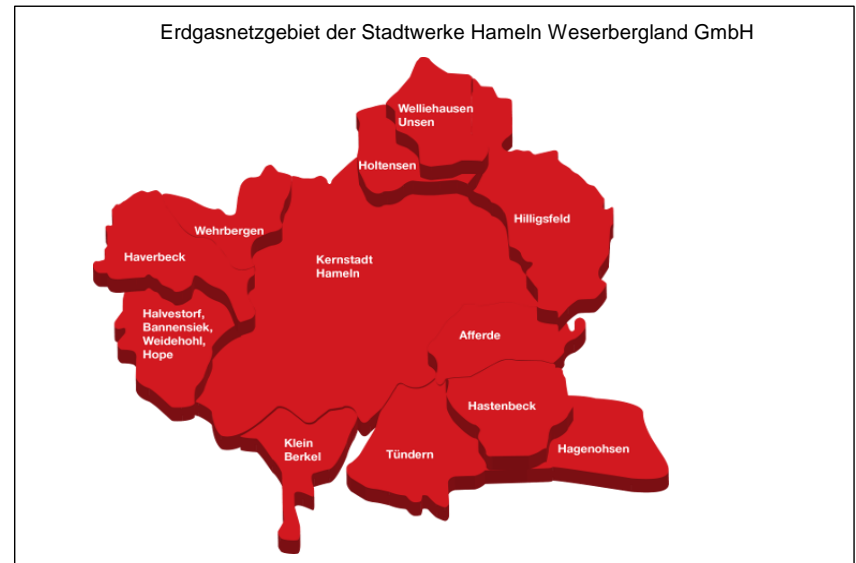 Erdgasnetzgebiet der Stadtwerke Hameln Weserbergland GmbH
Welliehausen
Unsen
Holtensen
Hilligsfeld
Wehrbergen
Haverbeck
Kernstadt
Hameln
Halvestorf,
Bannensiek,
Weidehohl,
Hope
Afferde
Hastenbeck
Klein
Berkel
Tündern
Hagenohsen